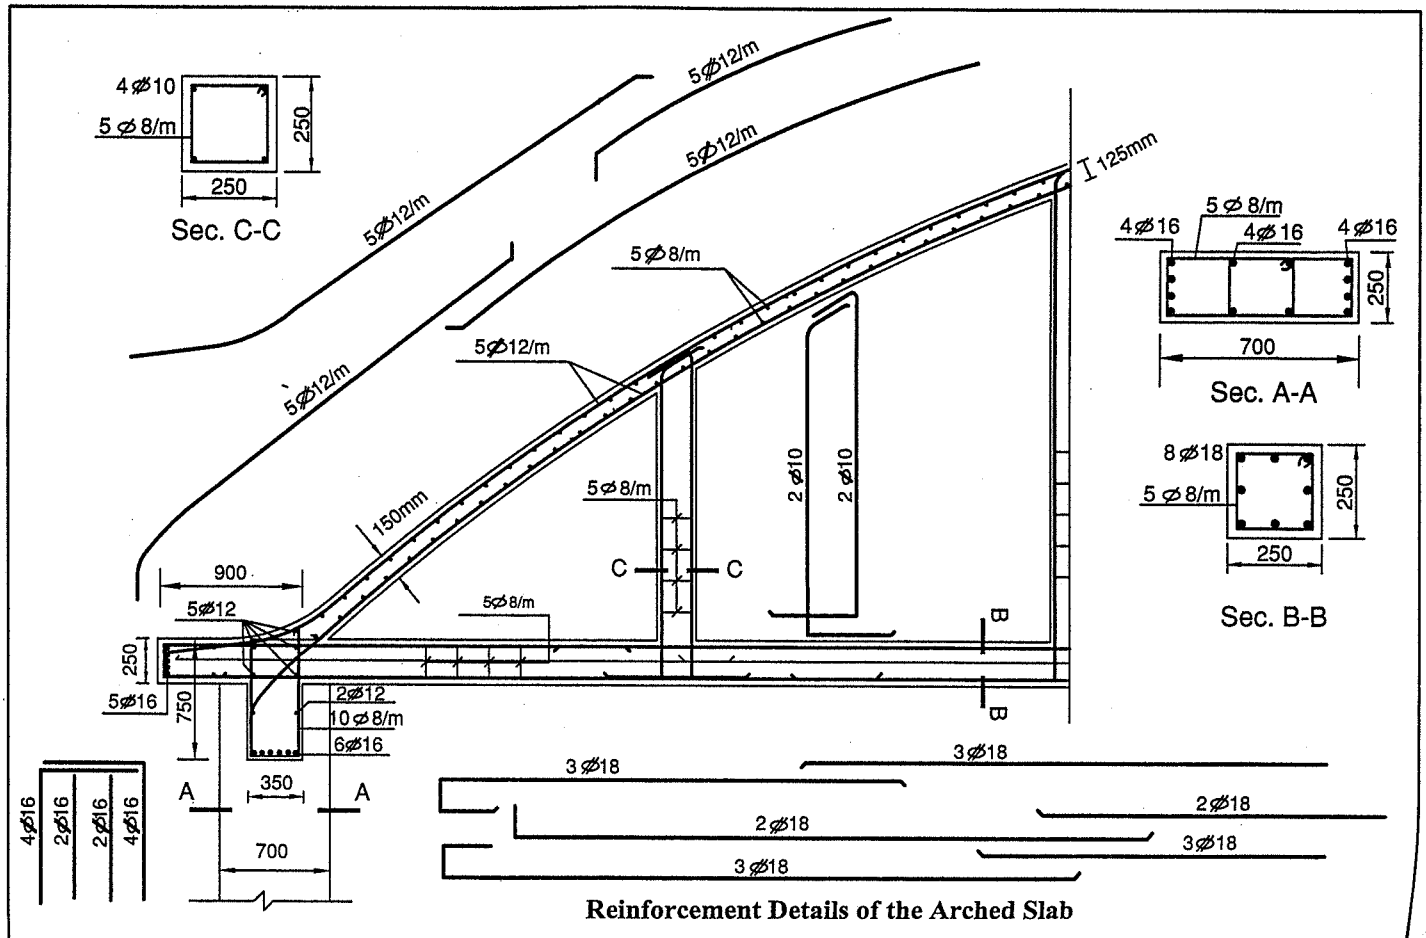 4 ⌀ 10
5 ⌀ 8/m
250
250
Sec. C-C
5⌀12/m
5⌀12/m
5⌀12/m
5⌀12/m
125mm
5⌀8/m
5⌀12/m
150mm
5⌀8/m
2 ⌀10
2 ⌀10
C
C
5 ⌀ 8/m
4⌀16
4⌀ 16
4⌀16
250
700
Sec. A-A
8 ⌀18
5 ⌀ 8/m
250
250
Sec. B-B
900
5⌀12
5⌀8/m
B
250
750
5⌀16
2⌀12
10 ⌀ 8/m
6⌀16
B
350
A
A
700
4⌀16
2⌀16
2⌀16
4⌀16
3 ⌀18
3 ⌀18
2 ⌀18
2 ⌀18
3 ⌀18
3 ⌀18
Reinforcement Details of the Arched Slab